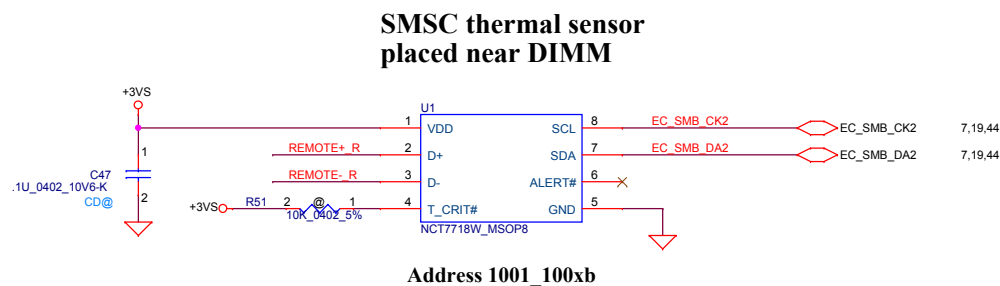 SMSC thermal sensor
placed near DIMM
+3VS
U1
1 VDD SCL 8 EC_SMB_CK2 EC_SMB_CK2 7,19,44
REMOTE+_R 2 D+ SDA 7 EC_SMB_DA2 EC_SMB_DA2 7,19,44
REMOTE-_R 3 D- ALERT# 6
1
C47
.1U_0402_10V6-K
CD@
2
+3VS R51 2 @ 1 4 T_CRIT# GND 5
10K_0402_5%
NCT7718W_MSOP8
Address 1001_100xb